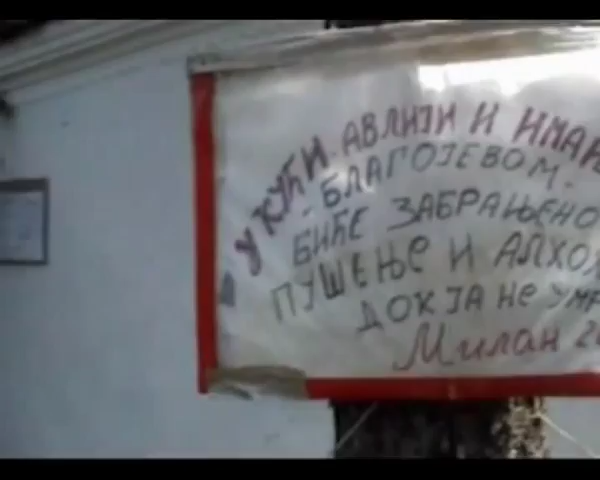 У КУЋИ. АВЛИЈИ И
БЛАГОЈЕВОМ.
БИЋЕ ЗАБРАЊЕНО
ПУШЕЊЕ И
ДОК ЈА НЕ
Милан